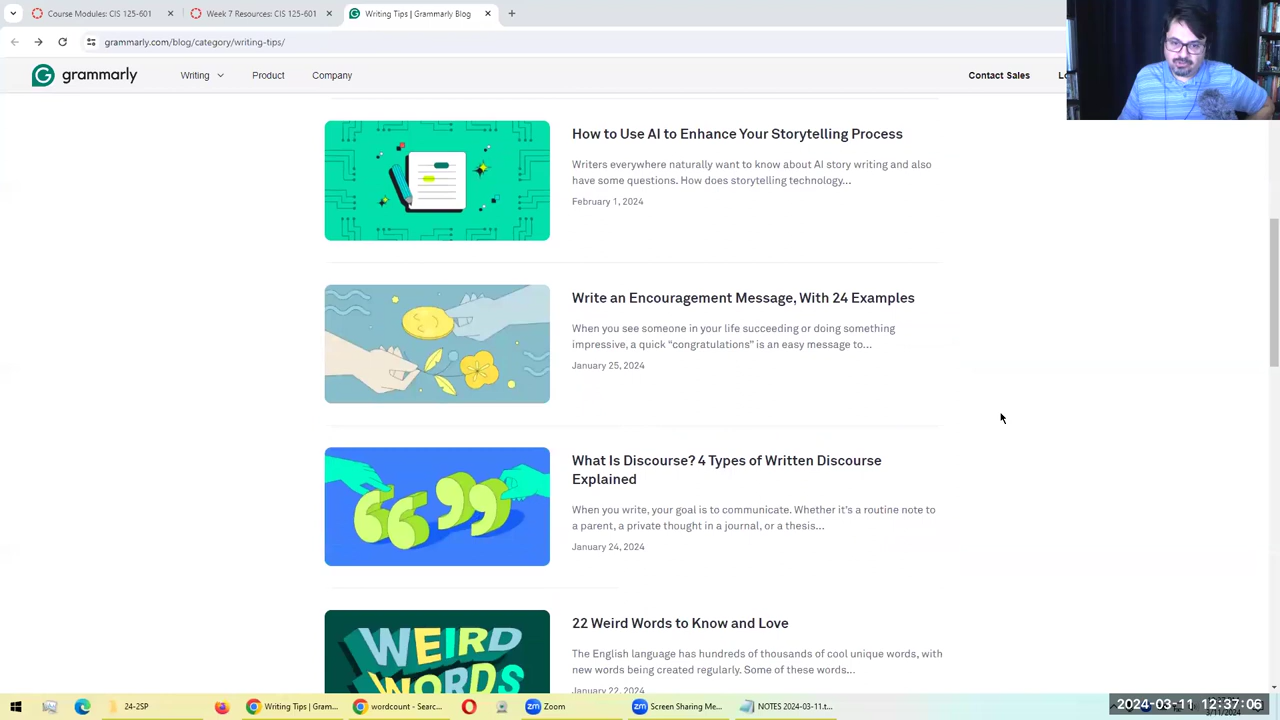 Course Modules: CIS 125-601
Week 7 Resources: CIS 125-601
Writing Tips | Grammarly Blog
grammarly.com/blog/category/writing-tips/
grammarly
Writing
Product
Company
Contact Sales
How to Use AI to Enhance Your Storytelling Process
Writers everywhere naturally want to know about AI story writing and also
have some questions. How does storytelling technology...
February 1, 2024
Write an Encouragement Message, With 24 Examples
When you see someone in your life succeeding or doing something
impressive, a quick “congratulations” is an easy message to...
January 25, 2024
What Is Discourse? 4 Types of Written Discourse
Explained
When you write, your goal is to communicate. Whether it's a routine note to
a parent, a private thought in a journal, or a thesis...
January 24, 2024
WEIRD
WORDS
22 Weird Words to Know and Love
The English language has hundreds of thousands of cool unique words, with
new words being created regularly. Some of these words...
January 22, 2024
24-2SP
Writing Tips | Gram...
wordcount - Searc...
Zoom
Screen Sharing Me...
NOTES 2024-03-11.t...
2024-03-11 12:37:06